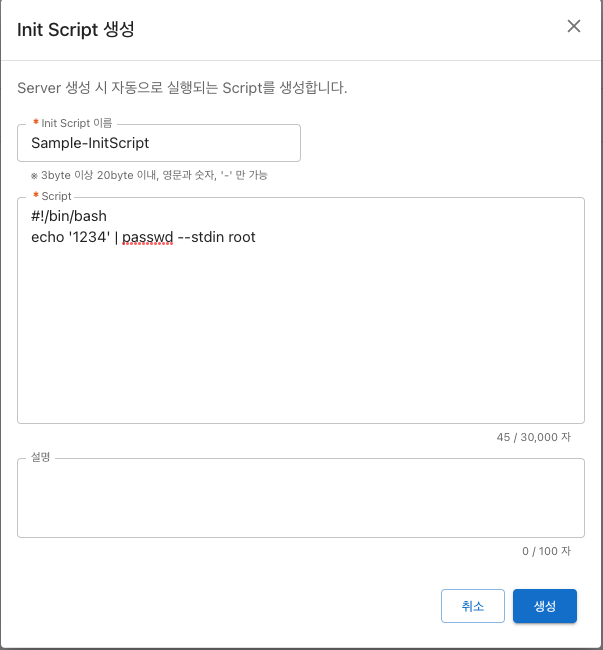 Init Script 생성
Server 생성 시 자동으로 실행되는 Script를 생성합니다.
* Init Script 이름
Sample-InitScript
※ 3byte 이상 20byte 이내, 영문과 숫자, '-' 만 가능
* Script
#!/bin/bash
echo '1234' | passwd --stdin root
45 / 30,000 자
설명
0 / 100 자
취소 생성